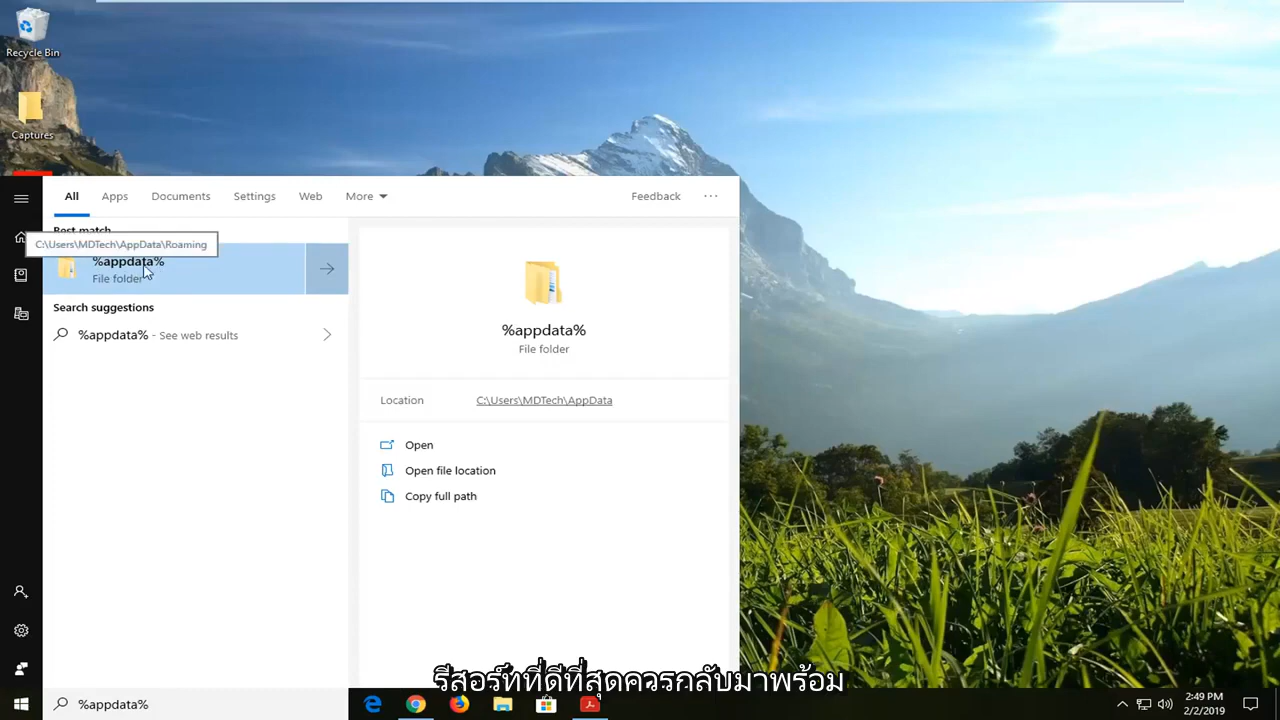 Recycle Bin
Captures
All Apps Documents Settings Web More Feedback ...
Best match
C:\Users\MDTech\AppData\Roaming
%appdata%
File folder
Search suggestions
%appdata% - See web results
%appdata%
File folder
Location C:\Users\MDTech\AppData
Open
Open file location
Copy full path
รีสอร์ทที่ดีที่สุดควรกลับมาพร้อม
%appdata%
2:49 PM
2/2/2019